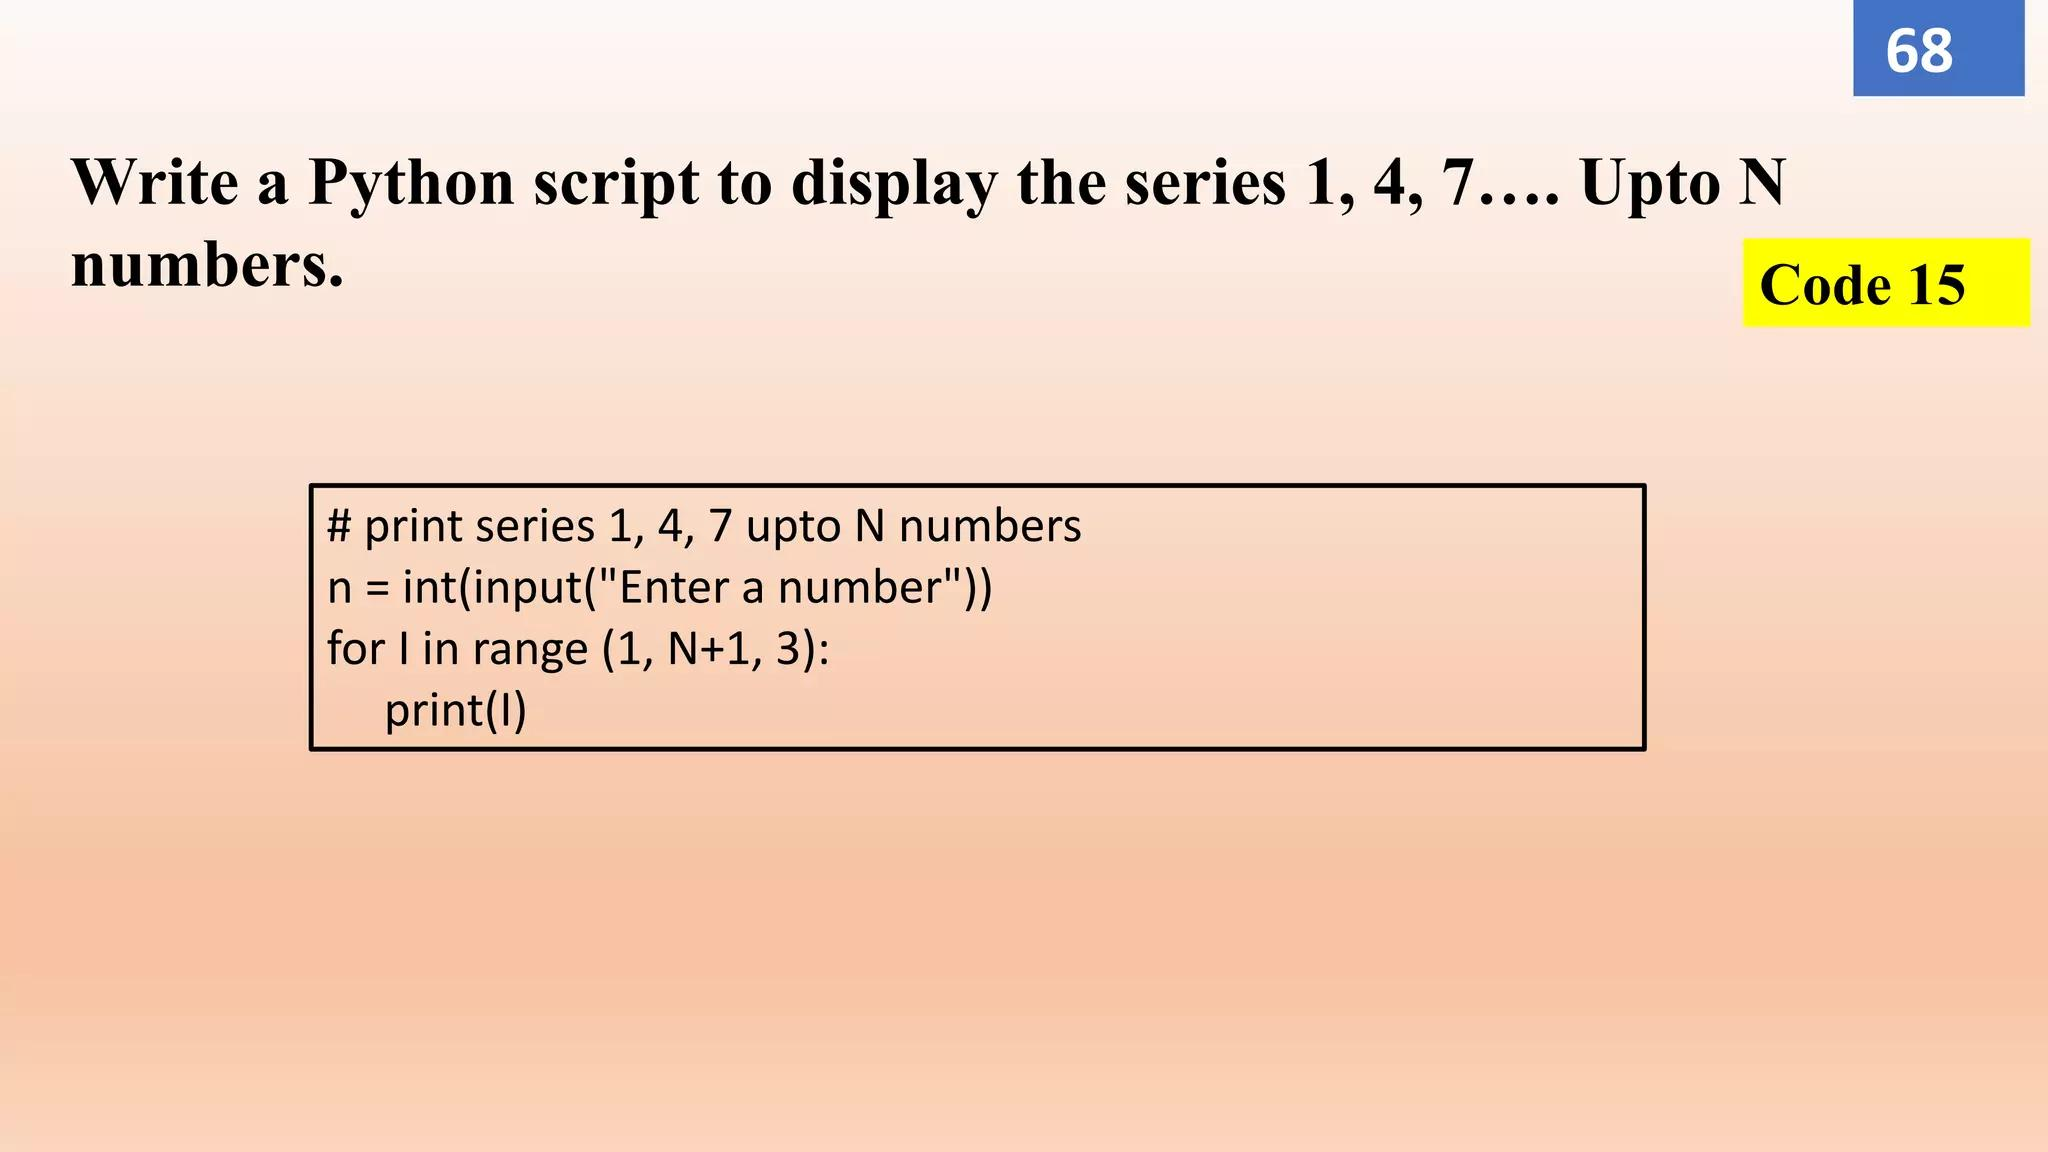 68
Write a Python script to display the series 1, 4, 7…. Upto N
numbers.
Code 15
# print series 1, 4, 7 upto N numbers
n = int(input("Enter a number"))
for I in range (1, N+1, 3):
print(I)